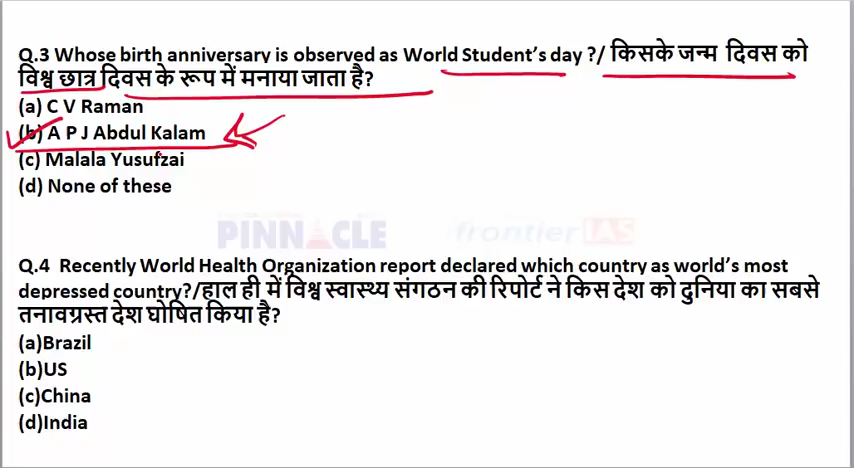 Q.3 Whose birth anniversary is observed as World Student's day ?/ किसके जन्म दिवस को
विश्व छात्र दिवस के रूप में मनाया जाता है?
(a) C V Raman
(b) A P J Abdul Kalam
(c) Malala Yusufzai
(d) None of these
PINNACLE frontier IAS
Q.4 Recently World Health Organization report declared which country as world's most
depressed country?/हाल ही में विश्व स्वास्थ्य संगठन की रिपोर्ट ने किस देश को दुनिया का सबसे
तनावग्रस्त देश घोषित किया है?
(a)Brazil
(b)US
(c)China
(d)India